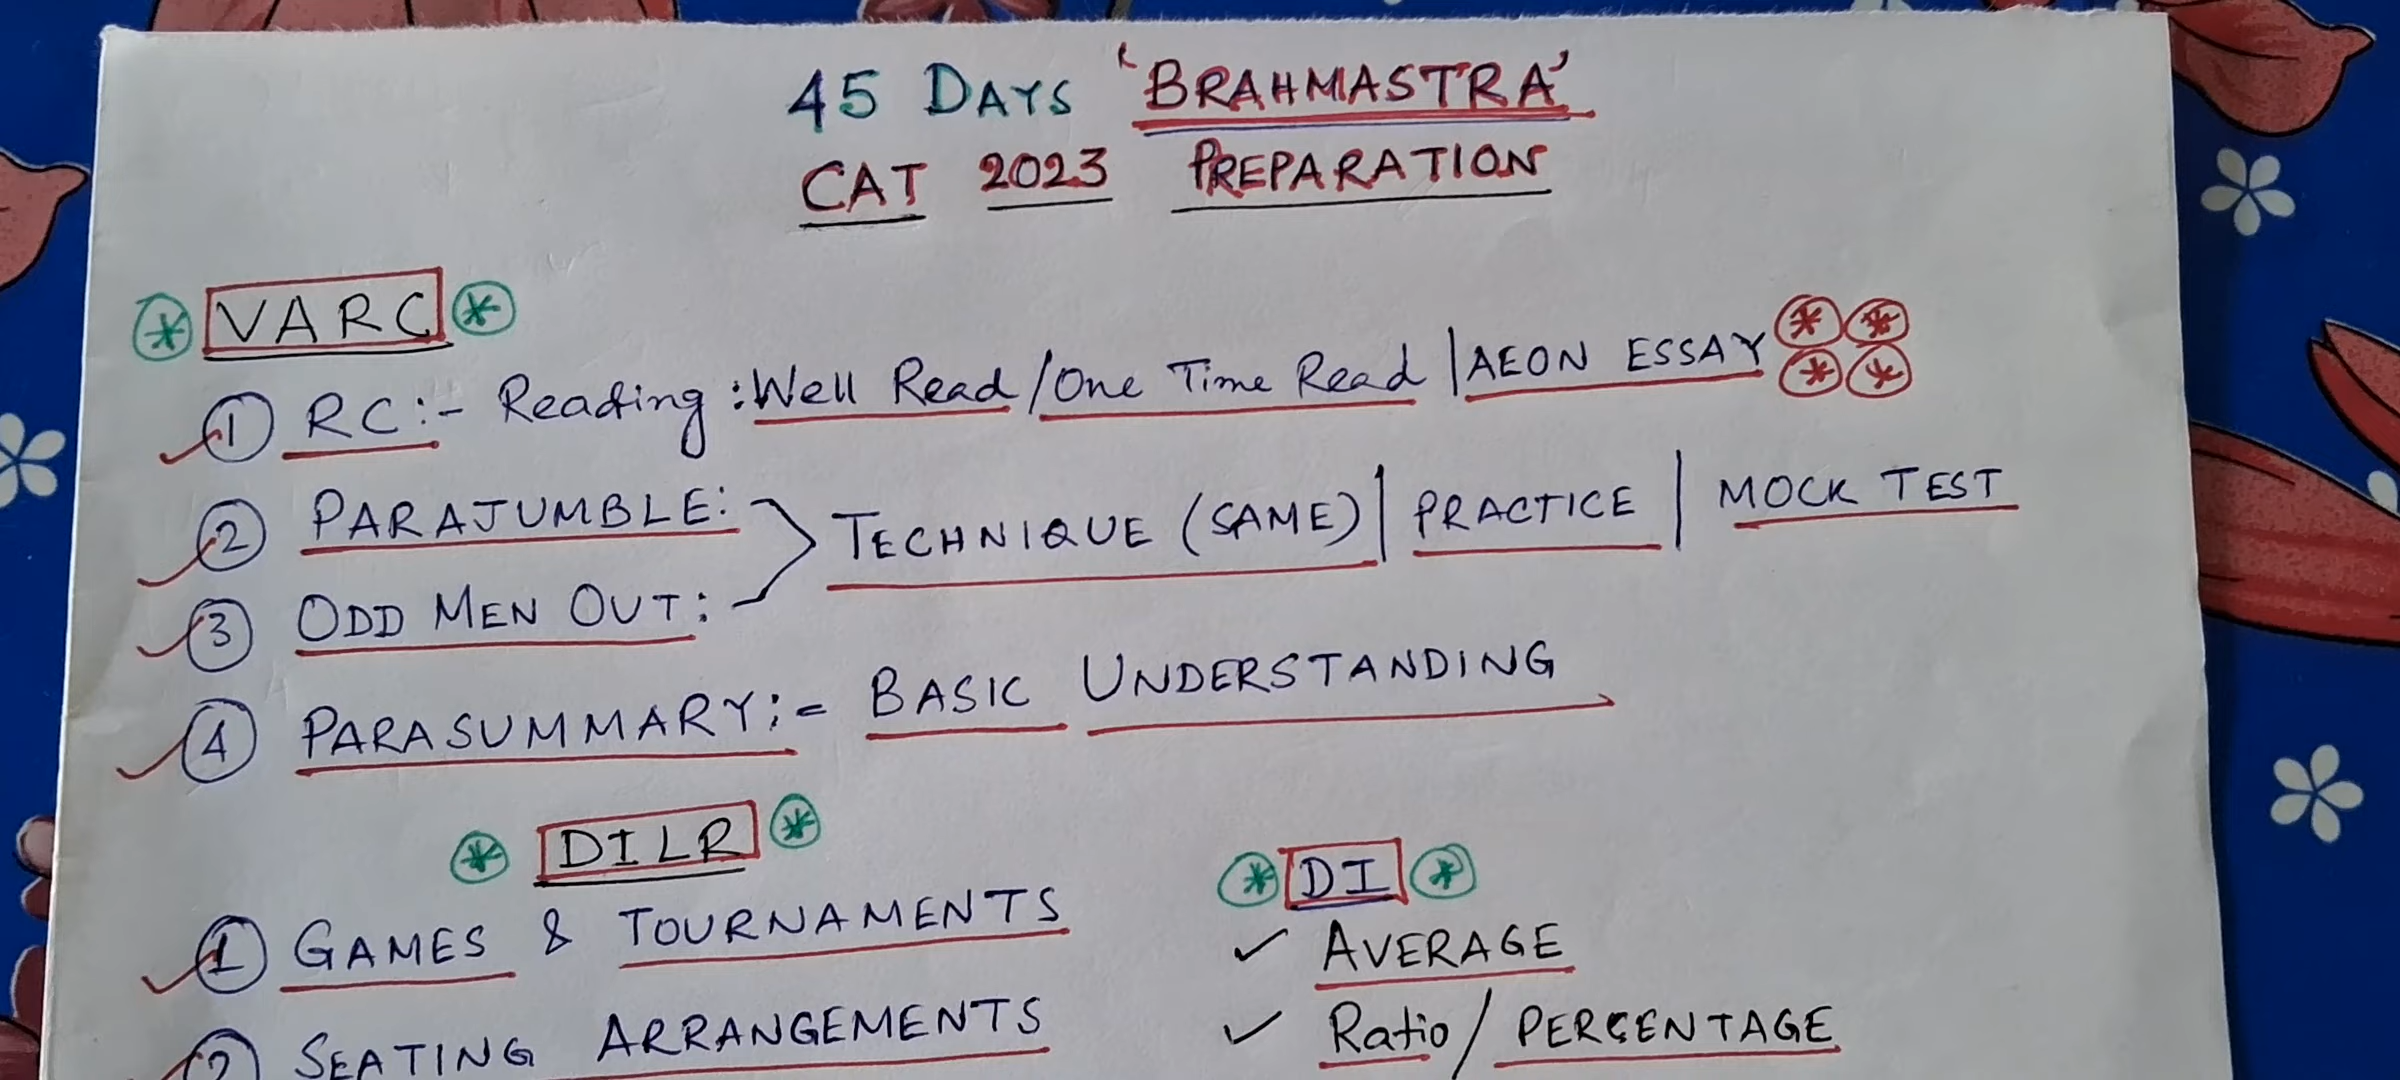 45 DAYS 'BRAHMASTRA'
CAT 2023 PREPARATION
* VARC *
① RC:- Reading: Well Read / One Time Read | AEON ESSAY * * * *
② PARAJUMBLE:
TECHNIQUE (SAME) | PRACTICE | MOCK TEST
③ ODD MEN OUT:
④ PARASUMMARY:- BASIC UNDERSTANDING
* DILR *
① GAMES & TOURNAMENTS
② SEATING ARRANGEMENTS
* DI *
✓ AVERAGE
✓ Ratio / PERCENTAGE